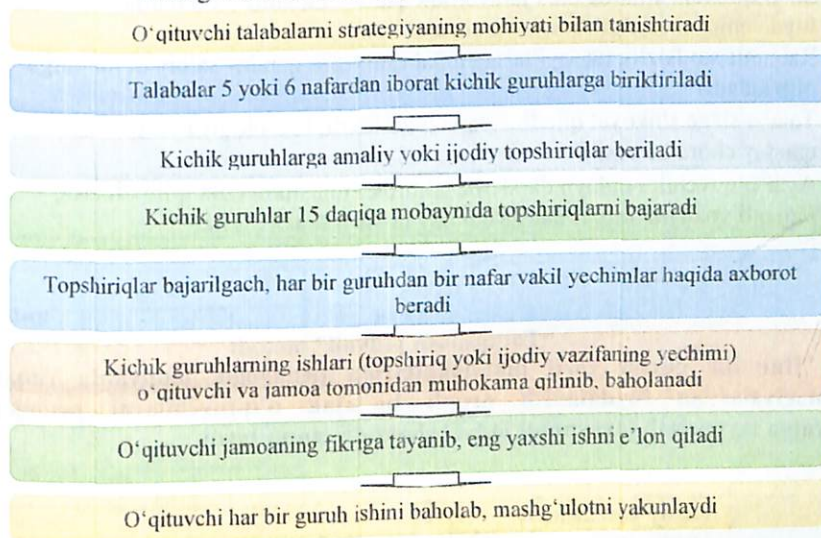 O‘qituvchi talabalarni strategiyaning mohiyati bilan tanishtiradi
Talabalar 5 yoki 6 nafardan iborat kichik guruhlarga biriktiriladi
Kichik guruhlarga amaliy yoki ijodiy topshiriqlar beriladi
Kichik guruhlar 15 daqiqa mobaynida topshiriqlarni bajaradi
Topshiriqlar bajarilgach, har bir guruhdan bir nafar vakil yechimlar haqida axborot
beradi
Kichik guruhlarning ishlari (topshiriq yoki ijodiy vazifaning yechimi)
o‘qituvchi va jamoa tomonidan muhokama qilinib, baholanadi
O‘qituvchi jamoaning fikriga tayanib, eng yaxshi ishni e’lon qiladi
O‘qituvchi har bir guruh ishini baholab, mashg‘ulotni yakunlaydi